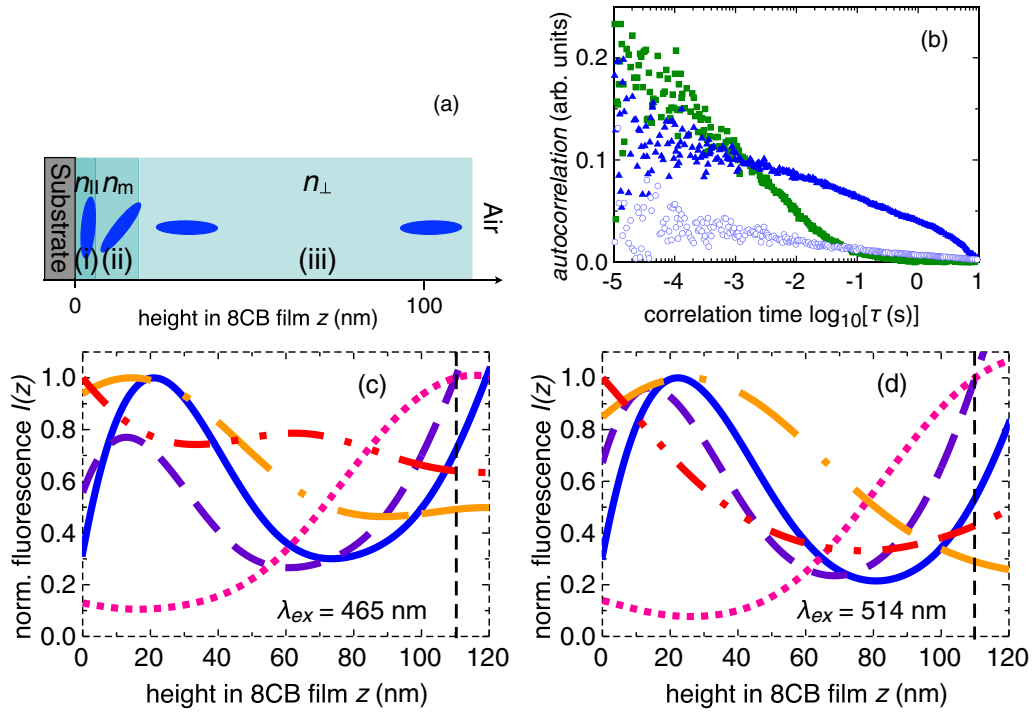 (a)
Substrate
n|| nm n⊥
Air
(i) (ii) (iii)
0 100
height in 8CB film z (nm)
(b)
autocorrelation (arb. units)
0.2
0.1
0.0
-5 -4 -3 -2 -1 0 1
correlation time log10[τ (s)]
(c)
norm. fluorescence I(z)
1.0
0.8
0.6
0.4
0.2
0.0
λex = 465 nm
0 20 40 60 80 100 120
height in 8CB film z (nm)
(d)
norm. fluorescence I(z)
1.0
0.8
0.6
0.4
0.2
0.0
λex = 514 nm
0 20 40 60 80 100 120
height in 8CB film z (nm)